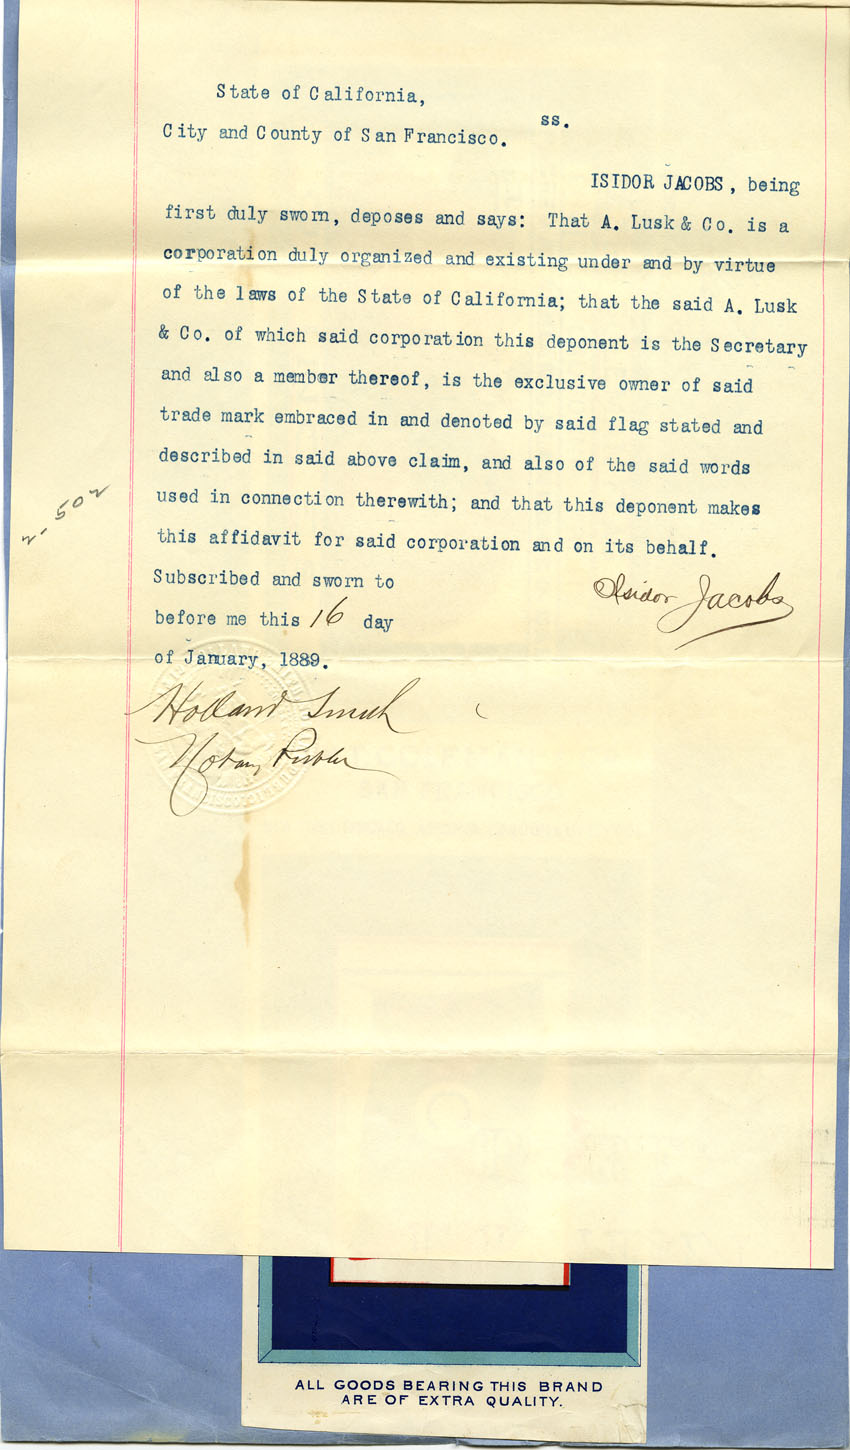 State of California,
ss.
City and County of San Francisco.
ISIDOR JACOBS, being
first duly sworn, deposes and says: That A. Lusk & Co. is a
corporation duly organized and existing under and by virtue
of the laws of the State of California; that the said A. Lusk
& Co. of which said corporation this deponent is the Secretary
and also a member thereof, is the exclusive owner of said
trade mark embraced in and denoted by said flag stated and
described in said above claim, and also of the said words
used in connection therewith; and that this deponent makes
this affidavit for said corporation and on its behalf.
2-502
Subscribed and sworn to
Isidor Jacobs
before me this 16 day
of January, 1889.
Holland Smith
Notary Public
ALL GOODS BEARING THIS BRAND
ARE OF EXTRA QUALITY.